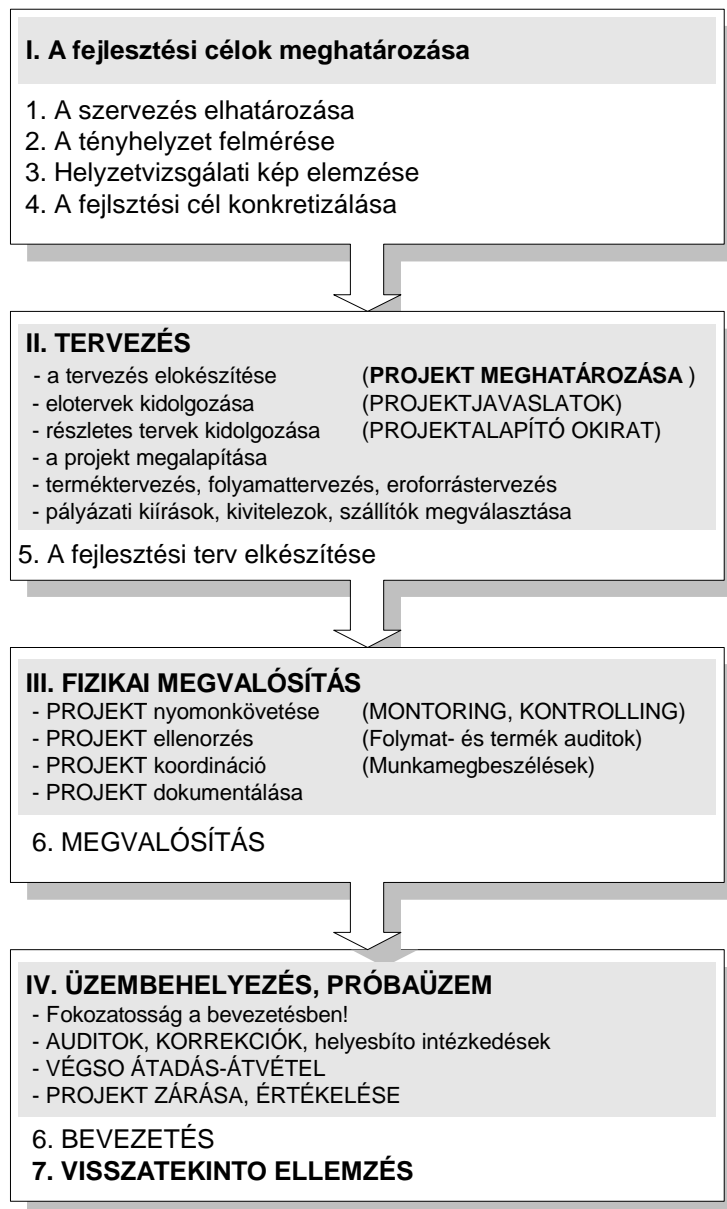 I. A fejlesztési célok meghatározása
1. A szervezés elhatározása
2. A tényhelyzet felmérése
3. Helyzetvizsgálati kép elemzése
4. A fejlsztési cél konkretizálása
II. TERVEZÉS
- a tervezés elokészítése (PROJEKT MEGHATÁROZÁSA )
- elotervek kidolgozása (PROJEKTJAVASLATOK)
- részletes tervek kidolgozása (PROJEKTALAPÍTÓ OKIRAT)
- a projekt megalapítása
- terméktervezés, folyamattervezés, eroforrástervezés
- pályázati kiírások, kivitelezok, szállítók megválasztása
5. A fejlesztési terv elkészítése
III. FIZIKAI MEGVALÓSÍTÁS
- PROJEKT nyomonkövetése (MONTORING, KONTROLLING)
- PROJEKT ellenorzés (Folymat- és termék auditok)
- PROJEKT koordináció (Munkamegbeszélések)
- PROJEKT dokumentálása
6. MEGVALÓSÍTÁS
IV. ÜZEMBEHELYEZÉS, PRÓBAÜZEM
- Fokozatosság a bevezetésben!
- AUDITOK, KORREKCIÓK, helyesbíto intézkedések
- VÉGSO ÁTADÁS-ÁTVÉTEL
- PROJEKT ZÁRÁSA, ÉRTÉKELÉSE
6. BEVEZETÉS
7. VISSZATEKINTO ELLEMZÉS